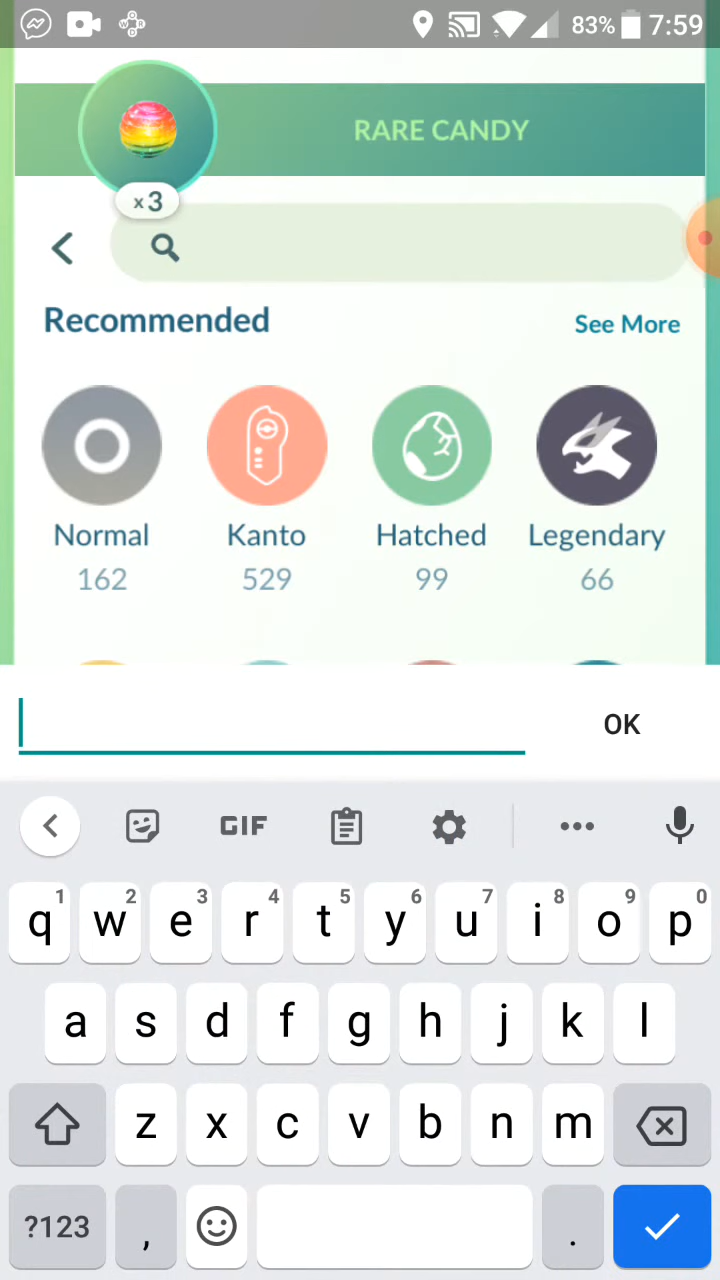 83% 7:59
RARE CANDY
x3
Recommended See More
Normal Kanto Hatched Legendary
162 529 99 66
OK
GIF
1 2 3 4 5 6 7 8 9 0
q w e r t y u i o p
a s d f g h j k l
z x c v b n m
?123 , .